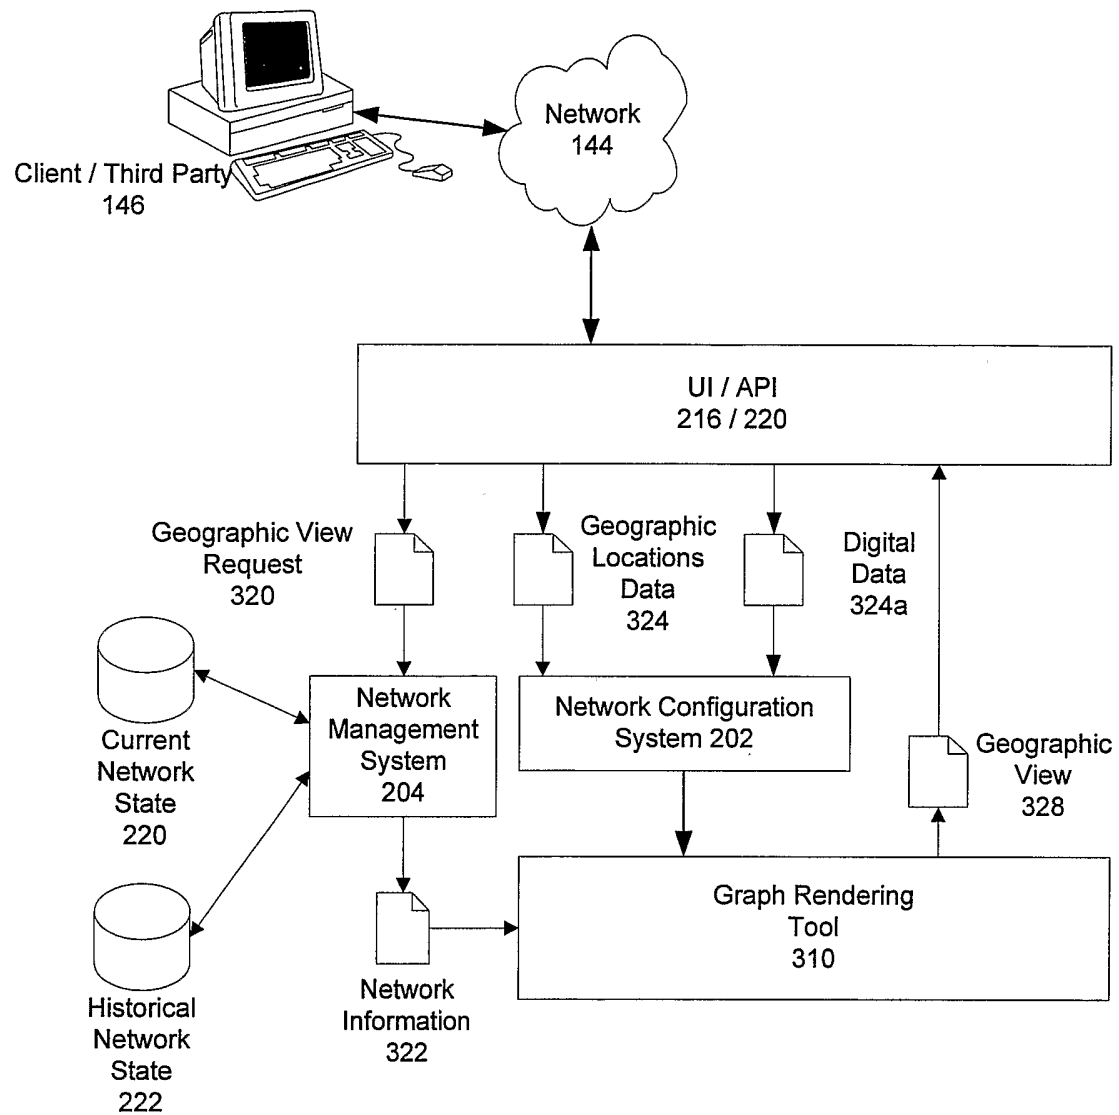 Network
144
Client / Third Party
146
UI / API
216 / 220
Geographic View
Request
320
Geographic
Locations
Data
324
Digital
Data
324a
Current
Network
State
220
Network
Management
System
204
Network Configuration
System 202
Geographic
View
328
Historical
Network
State
222
Network
Information
322
Graph Rendering
Tool
310